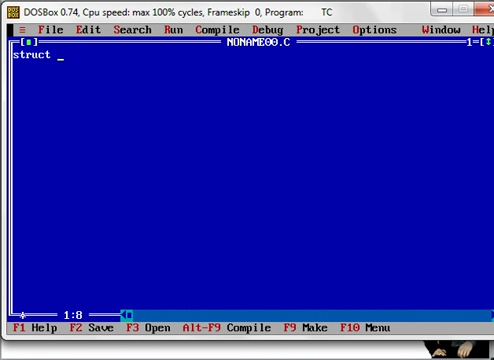 DOSBox 0.74, Cpu speed: max 100% cycles, Frameskip 0, Program: TC
≡ File Edit Search Run Compile Debug Project Options Window Help
NONAME00.C 1=[↕]
struct _
1:8
F1 Help F2 Save F3 Open Alt-F9 Compile F9 Make F10 Menu